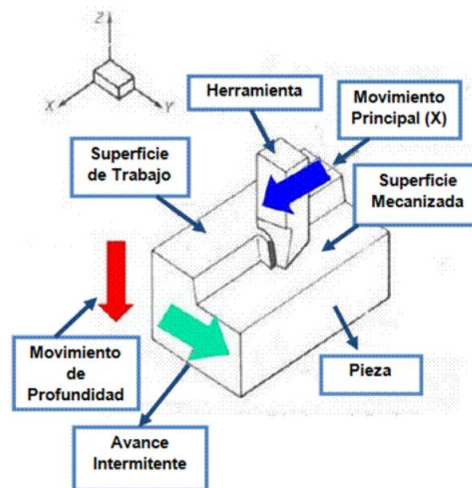 Z
X
Y
Herramienta
Movimiento
Principal (X)
Superficie
de Trabajo
Superficie
Mecanizada
Movimiento
de
Profundidad
Pieza
Avance
Intermitente